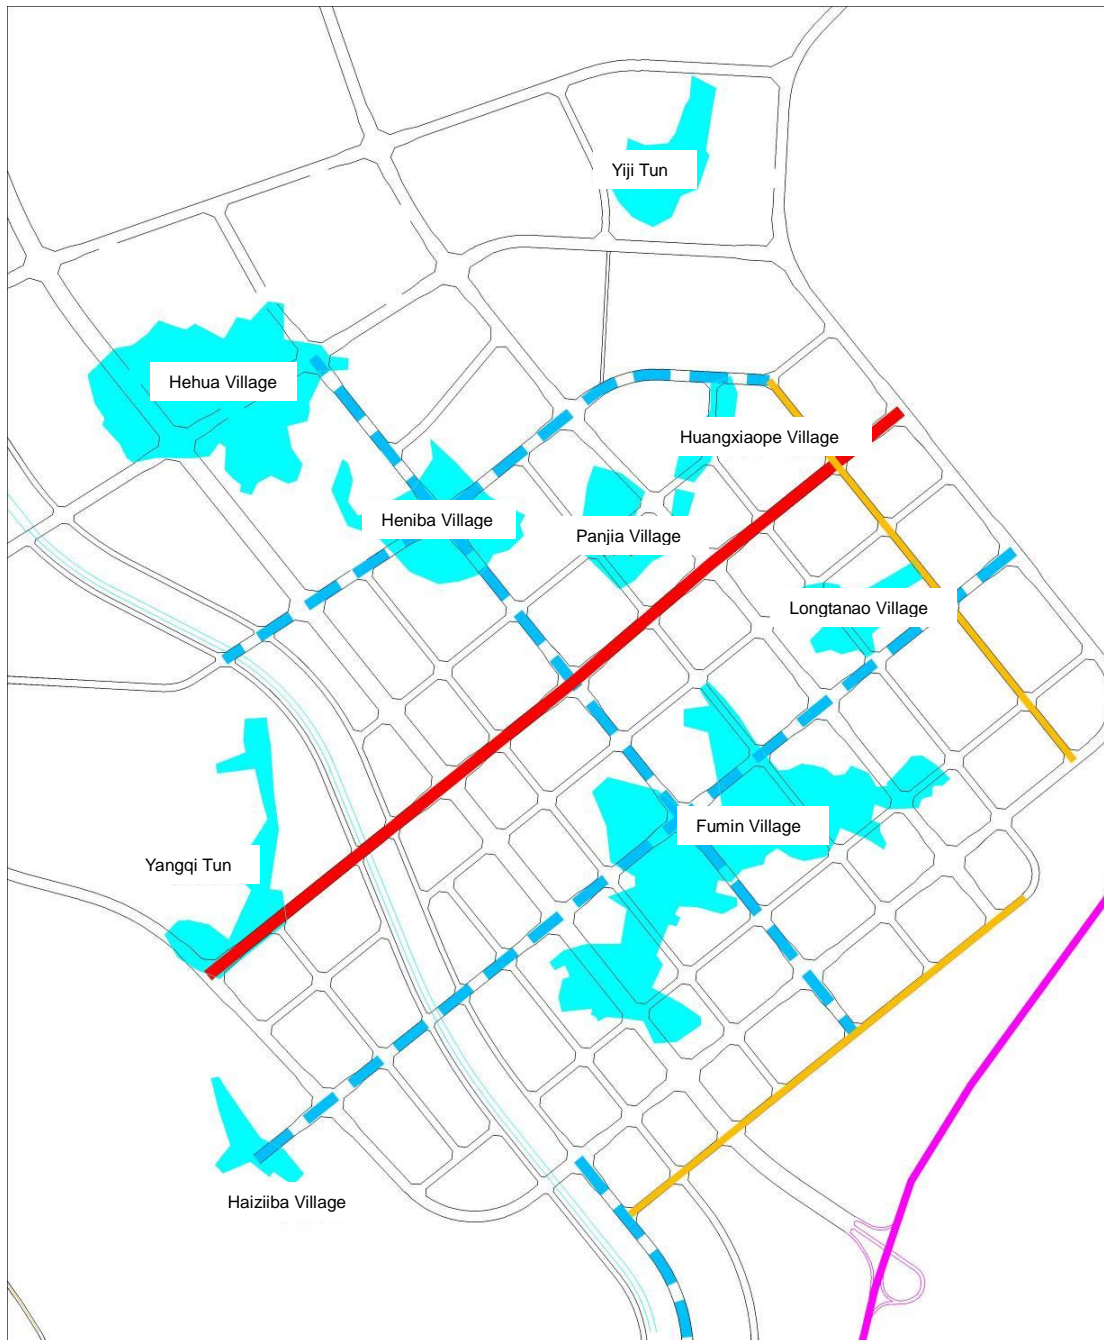 Yiji Tun
Hehua Village
Huangxiaope Village
Heniba Village
Panjia Village
Longtanao Village
Fumin Village
Yangqi Tun
Haiziiba Village